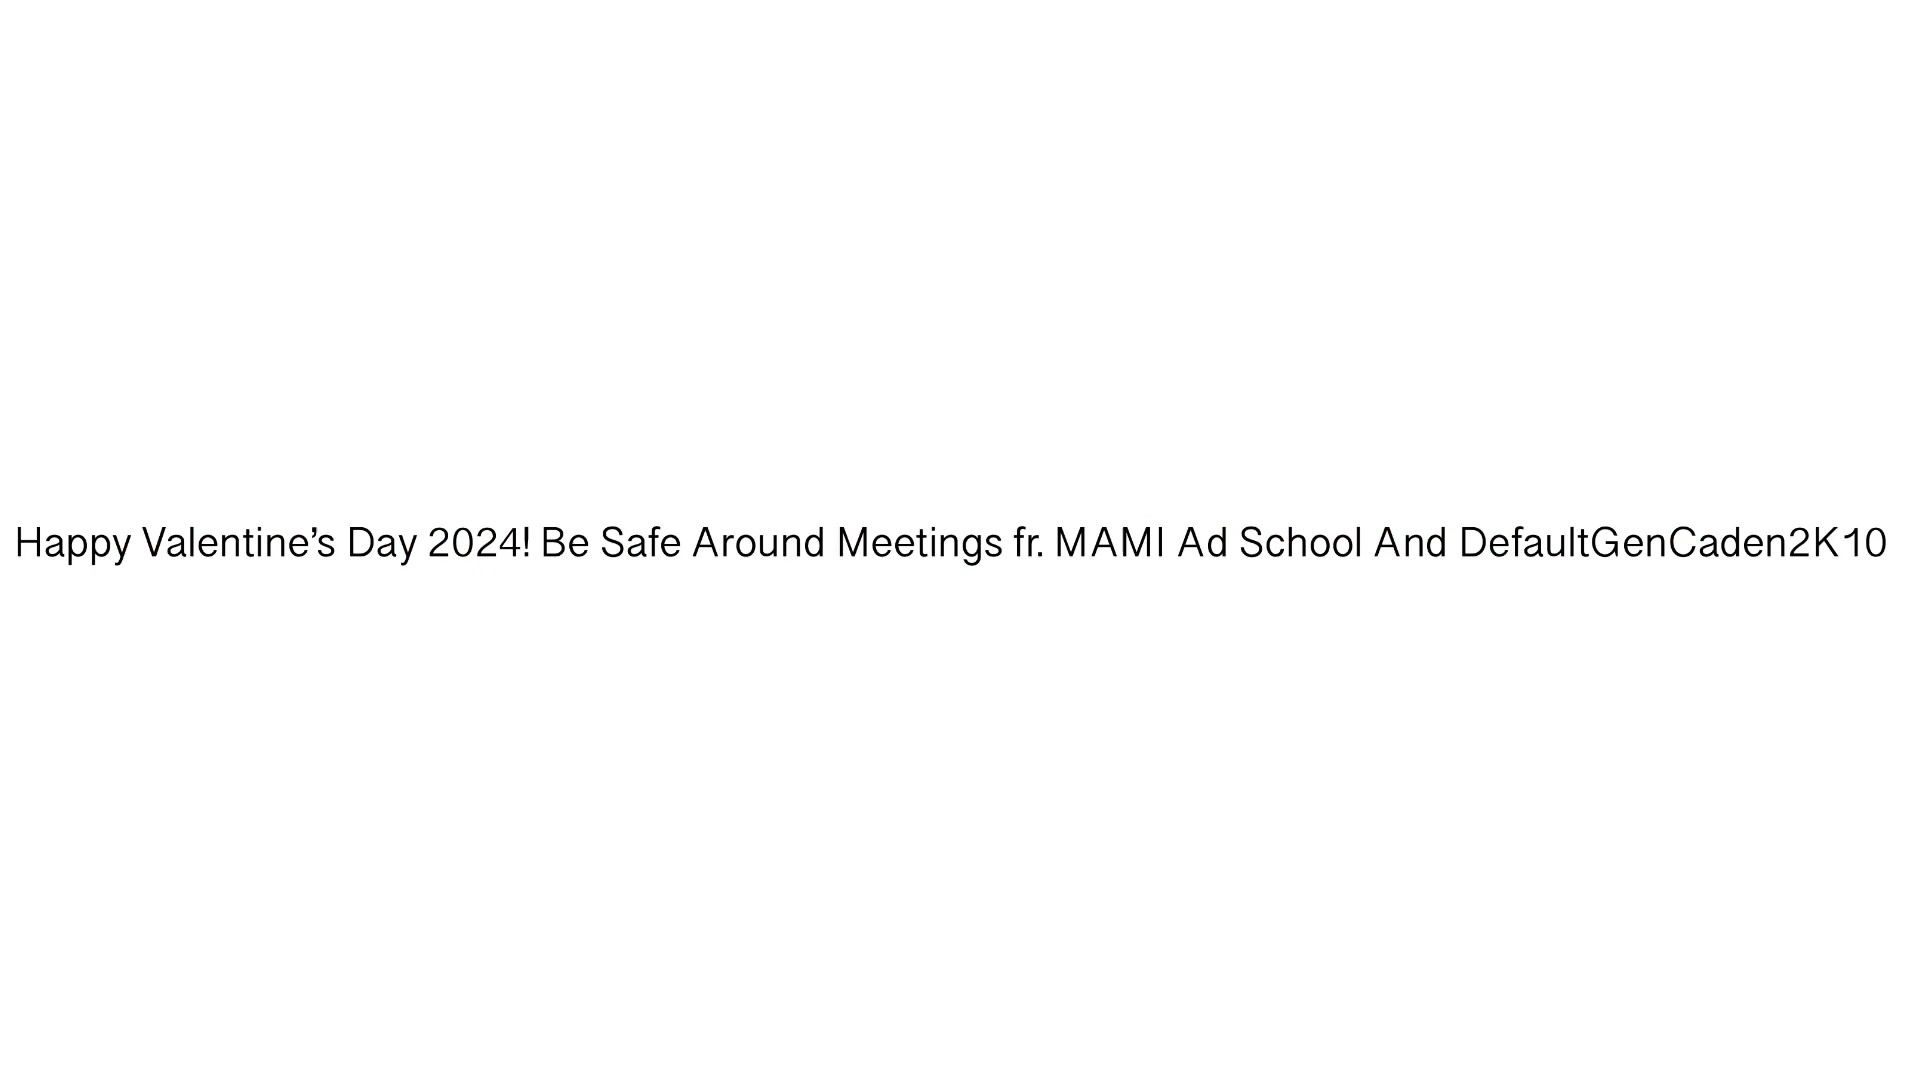 Happy Valentine’s Day 2024! Be Safe Around Meetings fr. MAMI Ad School And DefaultGenCaden2K10